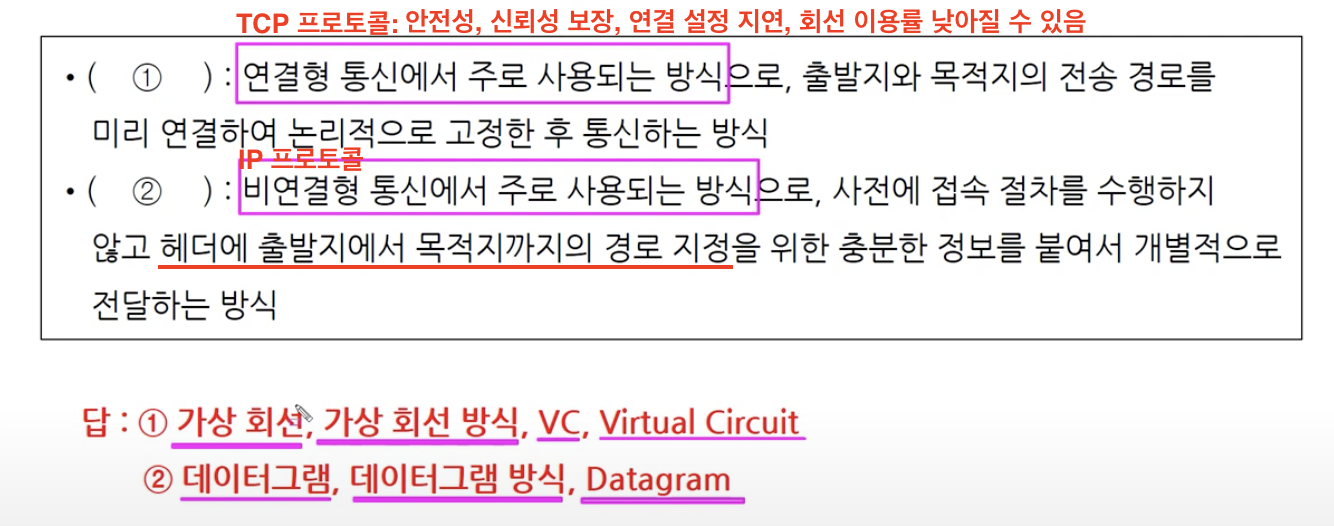 TCP 프로토콜: 안전성, 신뢰성 보장, 연결 설정 지연, 회선 이용률 낮아질 수 있음
• ( ① ) : 연결형 통신에서 주로 사용되는 방식으로, 출발지와 목적지의 전송 경로를
미리 연결하여 논리적으로 고정한 후 통신하는 방식
IP 프로토콜
• ( ② ) : 비연결형 통신에서 주로 사용되는 방식으로, 사전에 접속 절차를 수행하지
않고 헤더에 출발지에서 목적지까지의 경로 지정을 위한 충분한 정보를 붙여서 개별적으로
전달하는 방식
답 : ① 가상 회선, 가상 회선 방식, VC, Virtual Circuit
② 데이터그램, 데이터그램 방식, Datagram